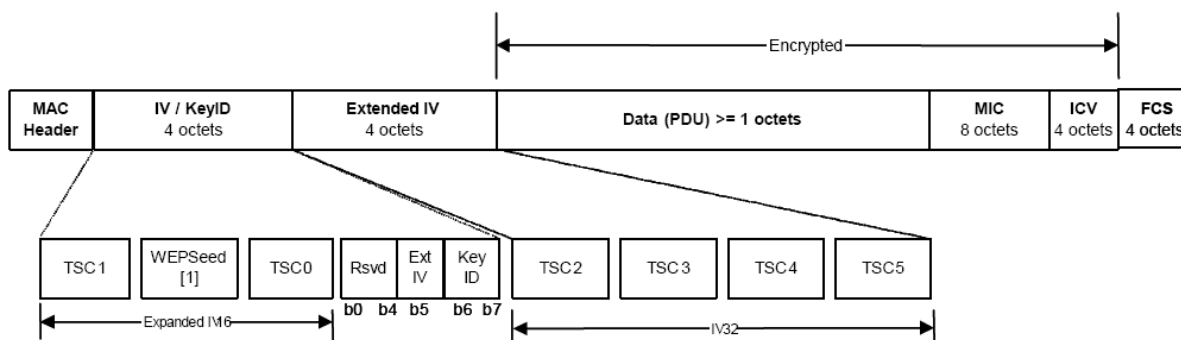 Encrypted
MAC
Header
IV / KeyID
4 octets
Extended IV
4 octets
Data (PDU) >= 1 octets
MIC
8 octets
ICV
4 octets
FCS
4 octets
TSC1
WEPSeed
[1]
TSC0
Rsvd
Ext
IV
Key
ID
TSC2
TSC3
TSC4
TSC5
b0 b4 b5 b6 b7
Expanded IV16
IV32